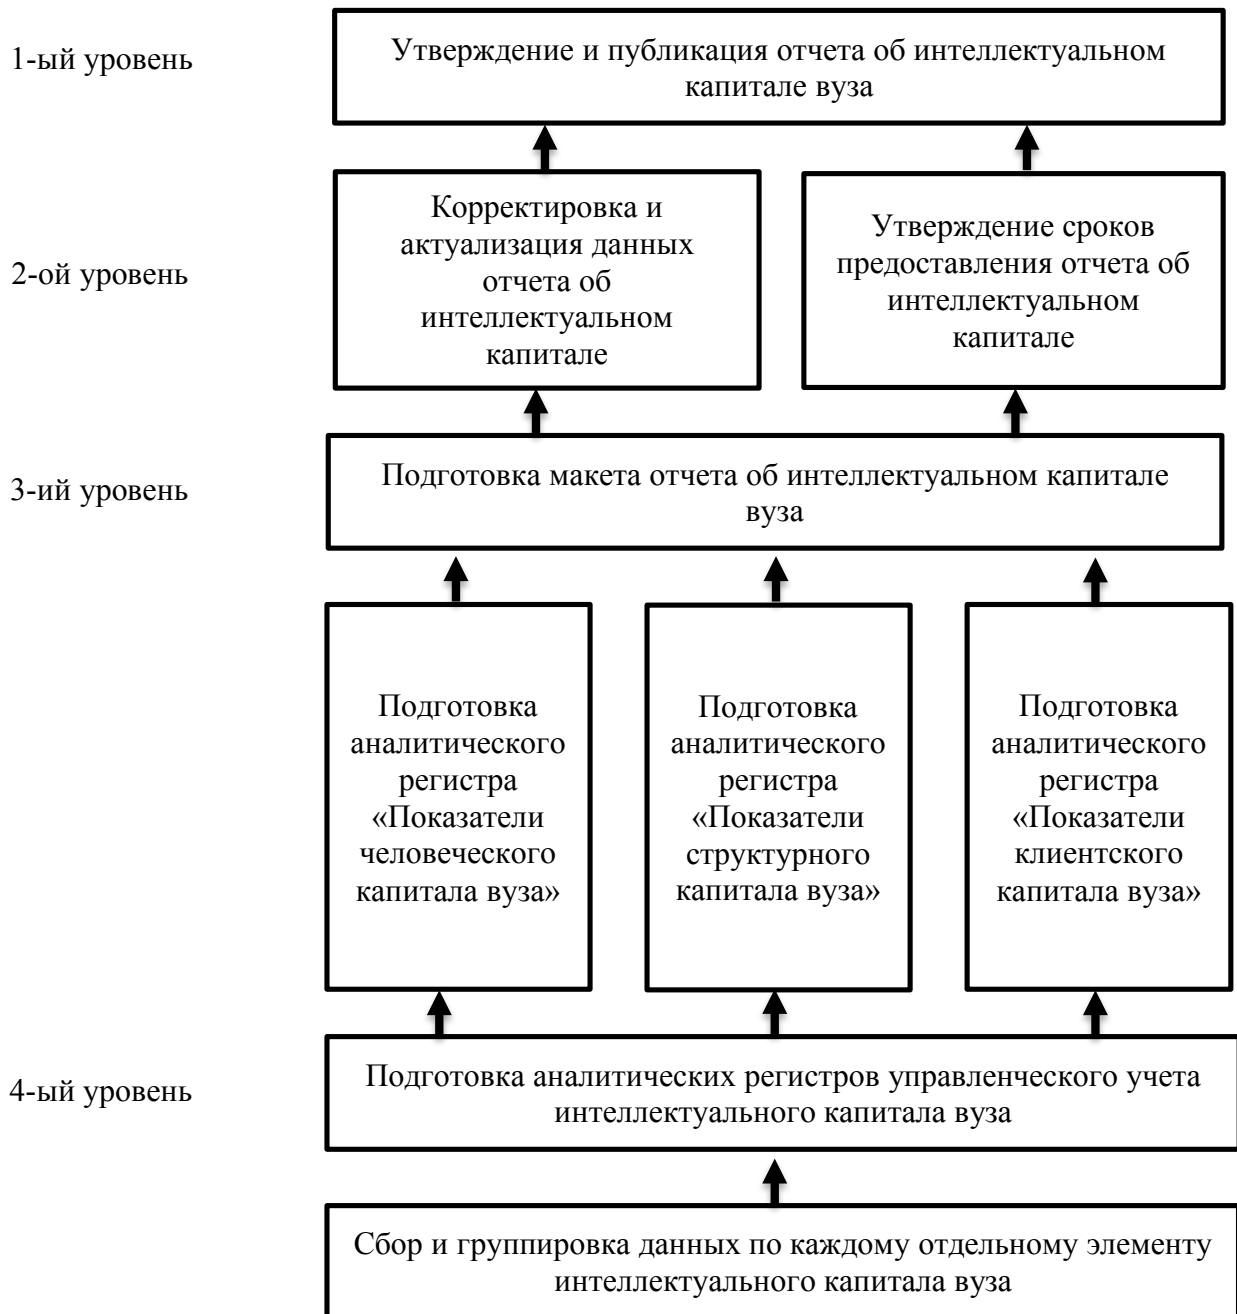 1-ый уровень
Утверждение и публикация отчета об интеллектуальном
капитале вуза
2-ой уровень
Корректировка и
актуализация данных
отчета об
интеллектуальном
капитале
Утверждение сроков
предоставления отчета об
интеллектуальном
капитале
3-ий уровень
Подготовка макета отчета об интеллектуальном капитале
вуза
Подготовка
аналитического
регистра
«Показатели
человеческого
капитала вуза»
Подготовка
аналитического
регистра
«Показатели
структурного
капитала вуза»
Подготовка
аналитического
регистра
«Показатели
клиентского
капитала вуза»
4-ый уровень
Подготовка аналитических регистров управленческого учета
интеллектуального капитала вуза
Сбор и группировка данных по каждому отдельному элементу
интеллектуального капитала вуза